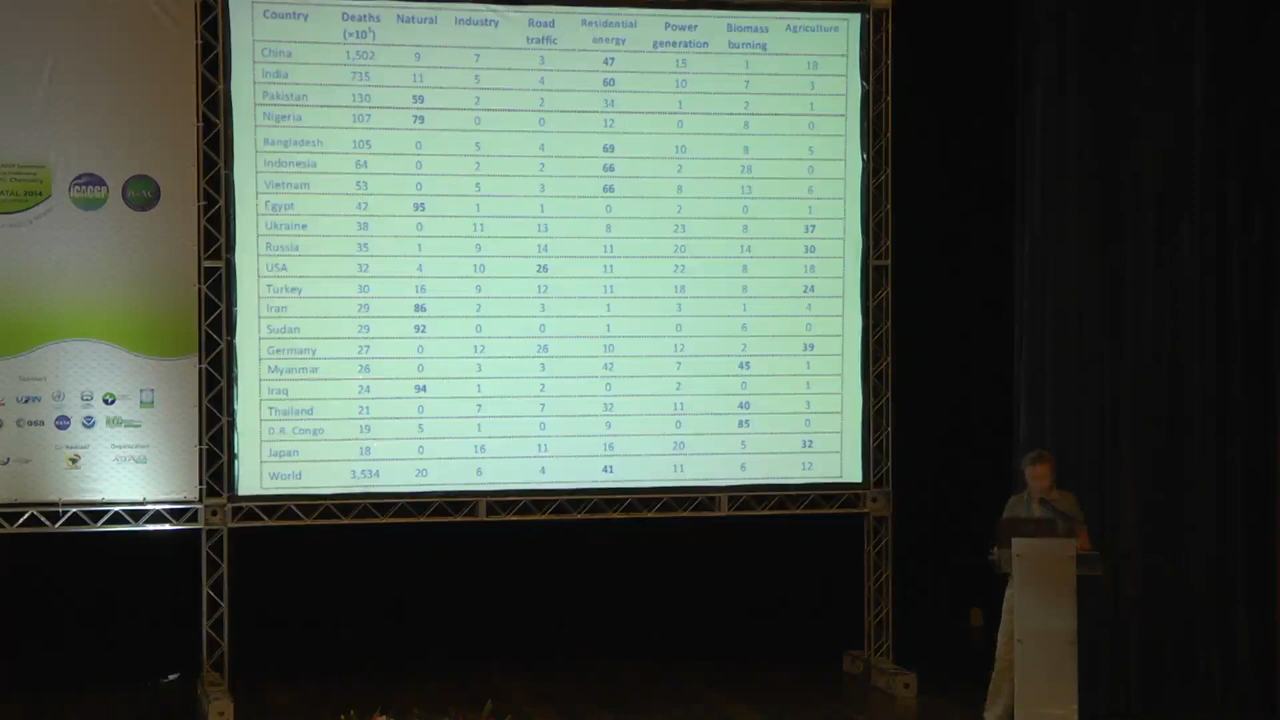 Country Deaths (×10³) Natural Industry Road traffic Residential energy Power generation Biomass burning Agriculture
China 1,502 9 7 3 47 15 1 18
India 735 11 5 4 60 10 7 3
Pakistan 130 59 2 2 34 1 2 1
Nigeria 107 79 0 0 12 0 8 0
Bangladesh 105 0 5 4 69 10 8 5
Indonesia 64 0 2 2 66 2 28 0
Vietnam 53 0 5 3 66 8 13 6
Egypt 42 95 1 1 0 2 0 1
Ukraine 38 0 11 13 8 23 8 37
Russia 35 1 9 14 11 20 14 30
USA 32 4 10 26 11 22 8 18
Turkey 30 16 9 12 11 18 8 24
Iran 29 86 2 3 1 3 1 4
Sudan 29 92 0 0 1 0 6 0
Germany 27 0 12 26 10 12 2 39
Myanmar 26 0 3 3 42 7 45 1
Iraq 24 94 1 2 0 2 0 1
Thailand 21 0 7 7 32 11 40 3
D.R. Congo 19 5 1 0 9 0 85 0
Japan 18 0 16 11 16 20 5 32
World 3,534 20 6 4 41 11 6 12
NATAL 2014
iCACGP
Sponsors
esa